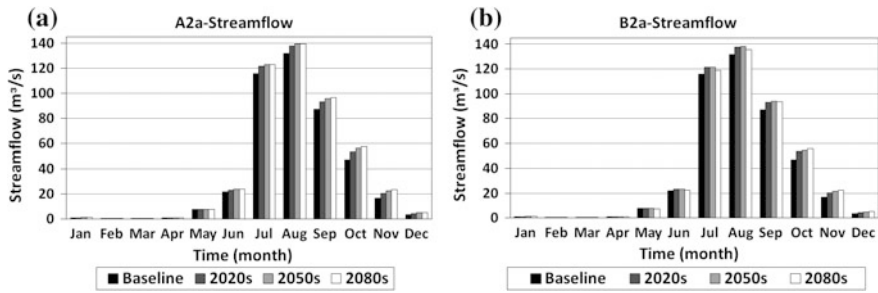 (a)
A2a-Streamflow
Streamflow (m³/s)
140
120
100
80
60
40
20
0
Jan Feb Mar Apr May Jun Jul Aug Sep Oct Nov Dec
Time (month)
Baseline 2020s 2050s 2080s
(b)
B2a-Streamflow
Streamflow (m³/s)
140
120
100
80
60
40
20
0
Jan Feb Mar Apr May Jun Jul Aug Sep Oct Nov Dec
Time (month)
Baseline 2020s 2050s 2080s